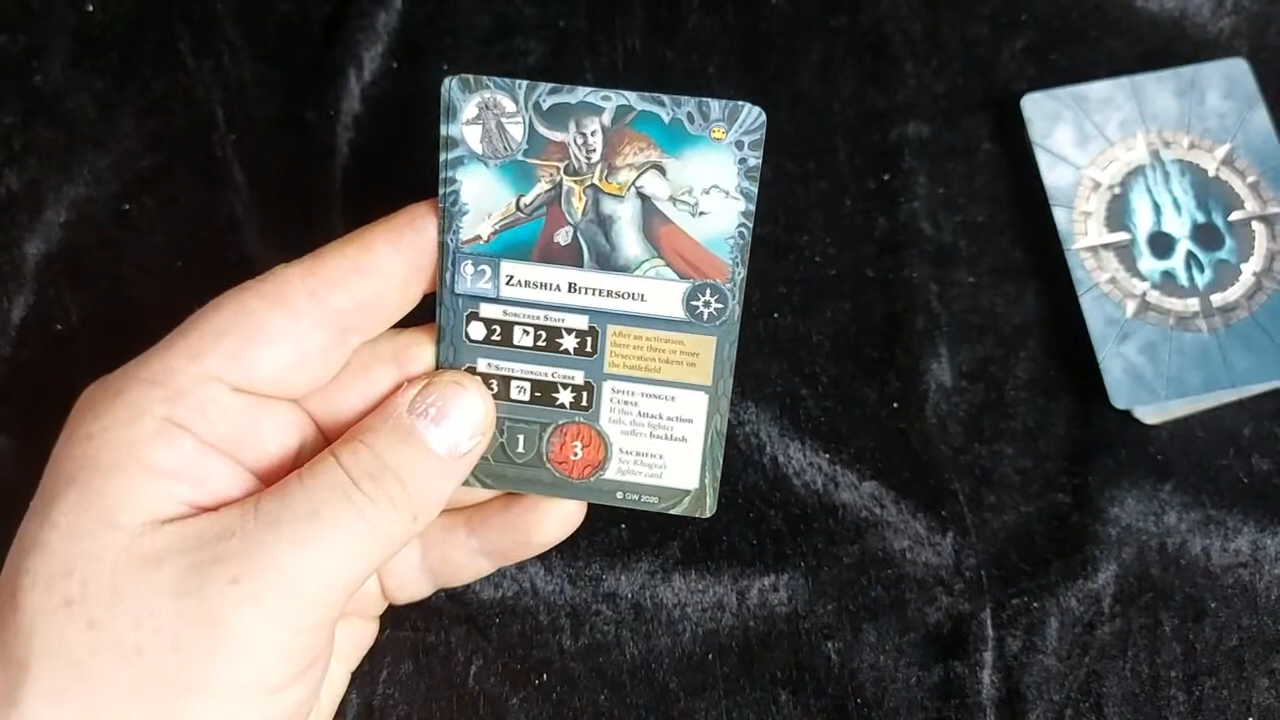 2
ZARSHIA BITTERSOUL
SORCERER STAFF
2 2 1
After an activation,
there are three or more
Desecration tokens on
the battlefield
SPITE-TONGUE CURSE
3 - 1
SPITE-TONGUE
CURSE
If this Attack action
fails, this fighter
suffers backlash.
SACRIFICE
See Khagra's
fighter card
1
3
© GW 2020